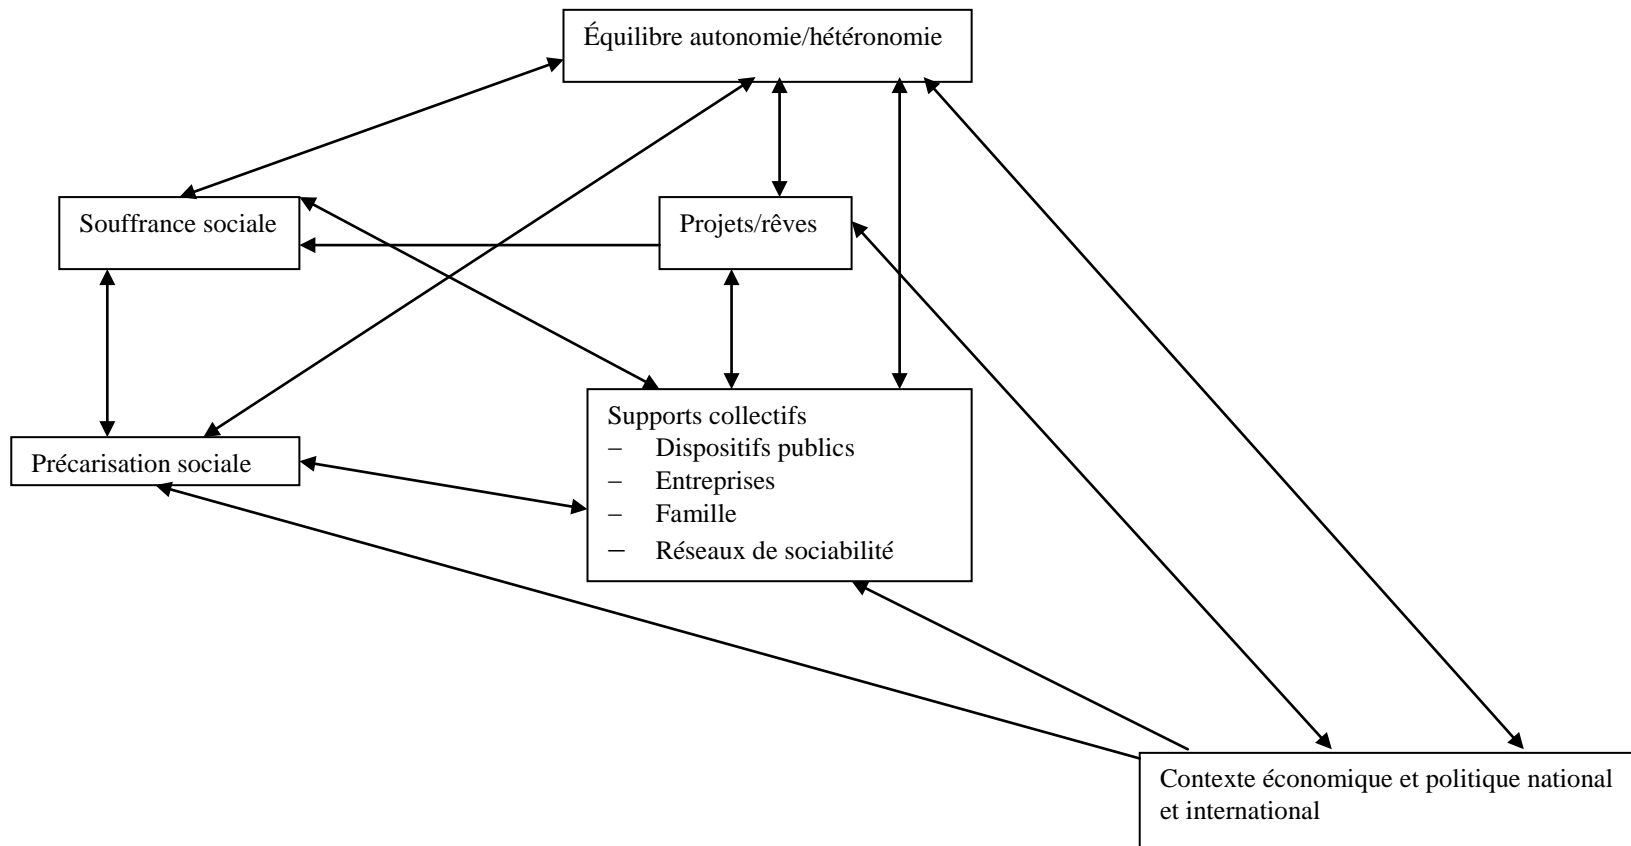 Équilibre autonomie/hétéronomie
Souffrance sociale
Projets/rêves
Supports collectifs
– Dispositifs publics
– Entreprises
– Famille
– Réseaux de sociabilité
Précarisation sociale
Contexte économique et politique national
et international